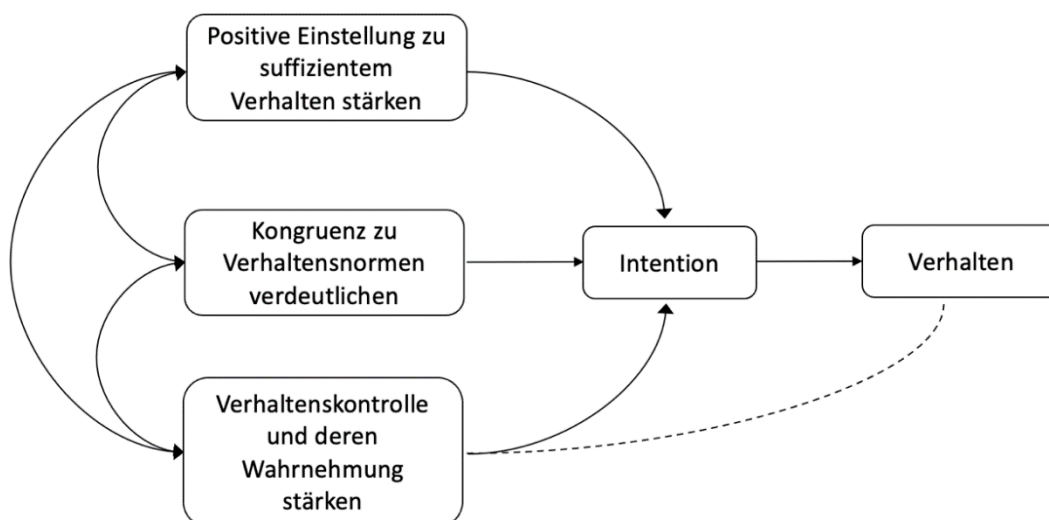 Positive Einstellung zu
suffizientem
Verhalten stärken
Kongruenz zu
Verhaltensnormen
verdeutlichen
Intention
Verhalten
Verhaltenskontrolle
und deren
Wahrnehmung
stärken